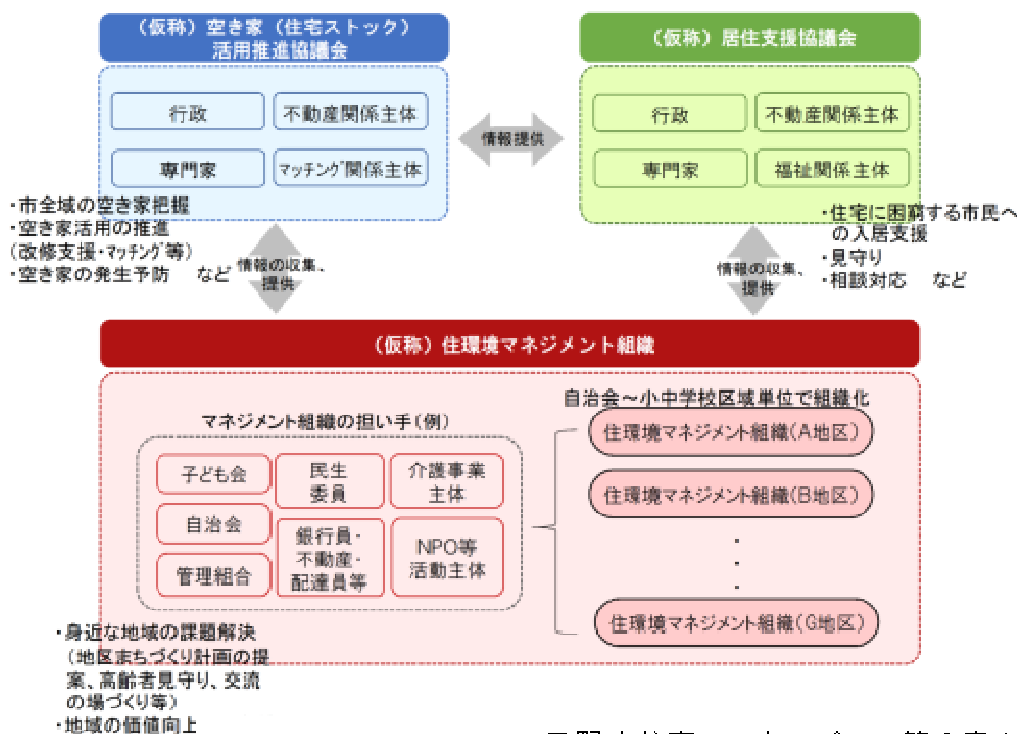 （仮称）空き家（住宅ストック）
活用推進協議会
行政
不動産関係主体
専門家
マッチング関係主体
・市全域の空き家把握
・空き家活用の推進
(改修支援・マッチング等)
・空き家の発生予防　など
（仮称）居住支援協議会
行政
不動産関係主体
専門家
福祉関係主体
・住宅に困窮する市民へ
の入居支援
・見守り
・相談対応　など
情報提供
情報の収集、
提供
情報の収集、
提供
（仮称）住環境マネジメント組織
マネジメント組織の担い手(例)
子ども会
自治会
管理組合
民生
委員
銀行員・
不動産・
配達員等
介護事業
主体
NPO等
活動主体
自治会～小中学校区域単位で組織化
住環境マネジメント組織(A地区)
住環境マネジメント組織(B地区)
・
・
・
住環境マネジメント組織(G地区)
・身近な地域の課題解決
(地区まちづくり計画の提
案、高齢者見守り、交流
の場づくり等)
・地域の価値向上